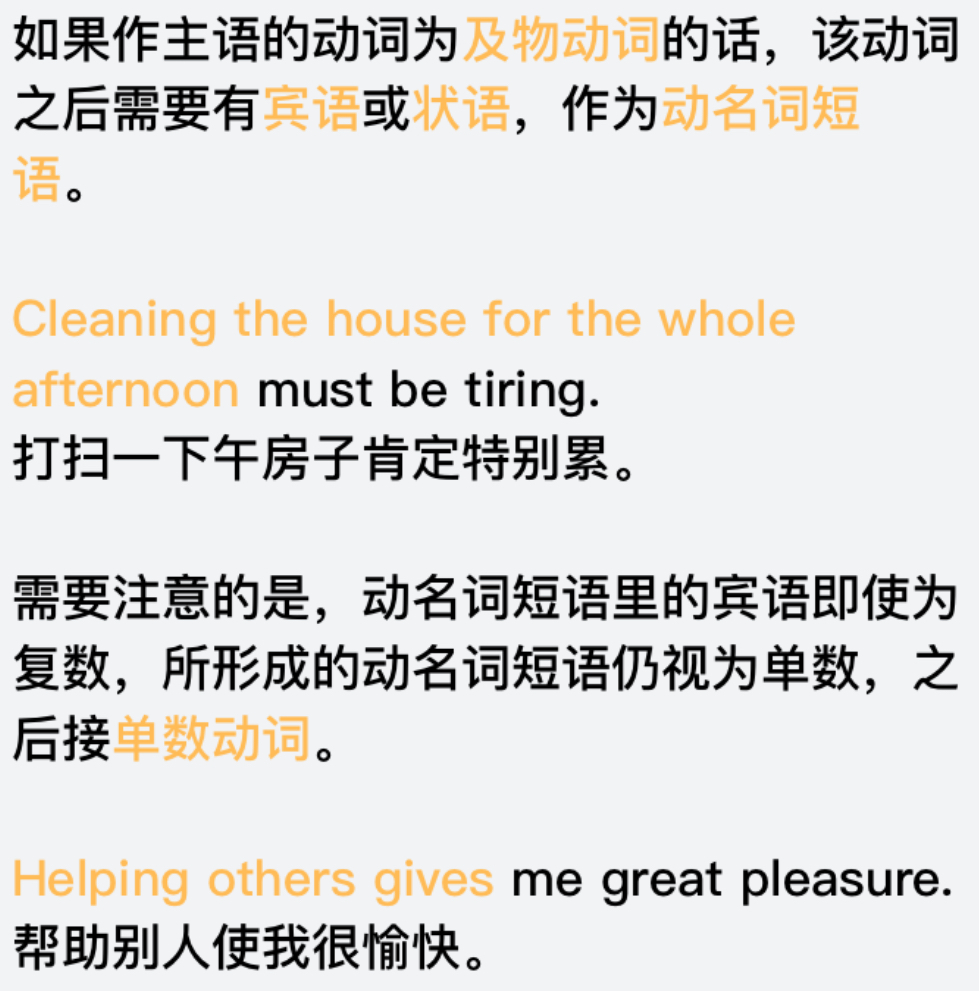 如果作主语的动词为及物动词的话，该动词
之后需要有宾语或状语，作为动名词短
语。
Cleaning the house for the whole
afternoon must be tiring.
打扫一下午房子肯定特别累。
需要注意的是，动名词短语里的宾语即使为
复数，所形成的动名词短语仍视为单数，之
后接单数动词。
Helping others gives me great pleasure.
帮助别人使我很愉快。